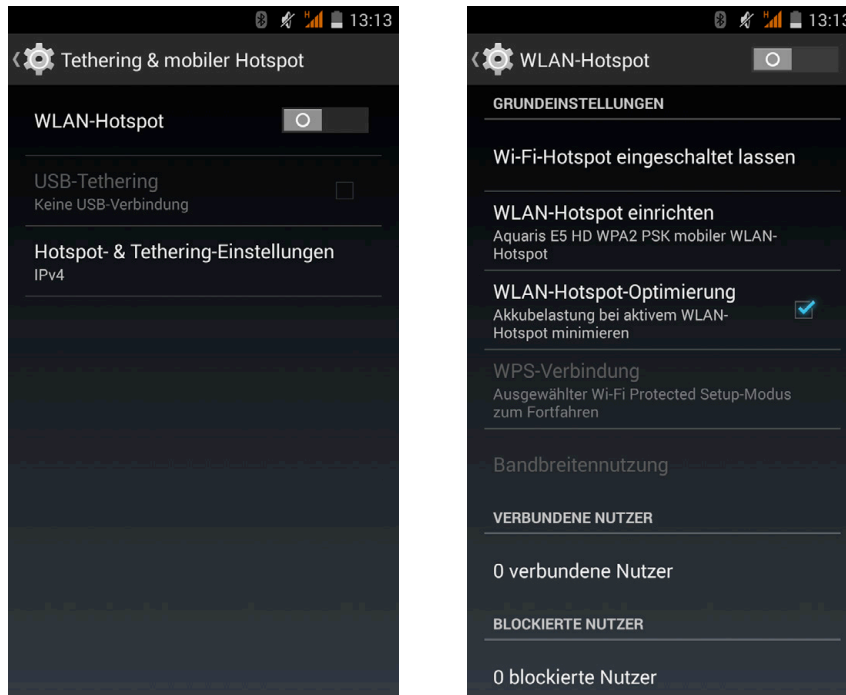 13:13
Tethering & mobiler Hotspot
WLAN-Hotspot
USB-Tethering
Keine USB-Verbindung
Hotspot- & Tethering-Einstellungen
IPv4
H
13:13
WLAN-Hotspot
GRUNDEINSTELLUNGEN
Wi-Fi-Hotspot eingeschaltet lassen
WLAN-Hotspot einrichten
Aquaris E5 HD WPA2 PSK mobiler WLAN-
Hotspot
WLAN-Hotspot-Optimierung
Akkubelastung bei aktivem WLAN-
Hotspot minimieren
WPS-Verbindung
Ausgewählter Wi-Fi Protected Setup-Modus
zum Fortfahren
Bandbreitennutzung
VERBUNDENE NUTZER
0 verbundene Nutzer
BLOCKIERTE NUTZER
0 blockierte Nutzer